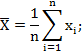 X̅ = 1/n ∑_{i=1}^{n} x_i;